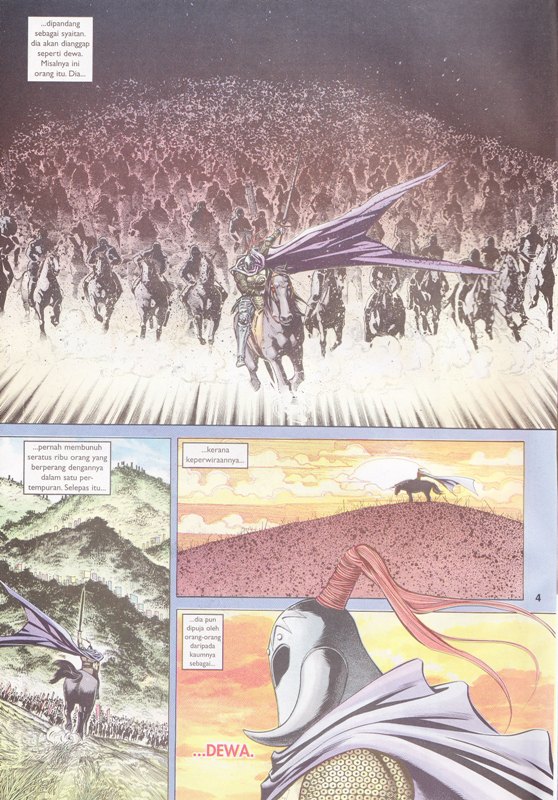 ...dipandang
sebagai syaitan.
dia akan dianggap
seperti dewa.
Misalnya ini
orang itu. Dia...
...pernah membunuh
seratus ribu orang yang
berperang dengannya
dalam satu per-
tempuran. Selepas itu...
...kerana
keperwiraannya...
4
...dia pun
dipuja oleh
orang-orang
daripada
kaumnya
sebagai...
...DEWA.